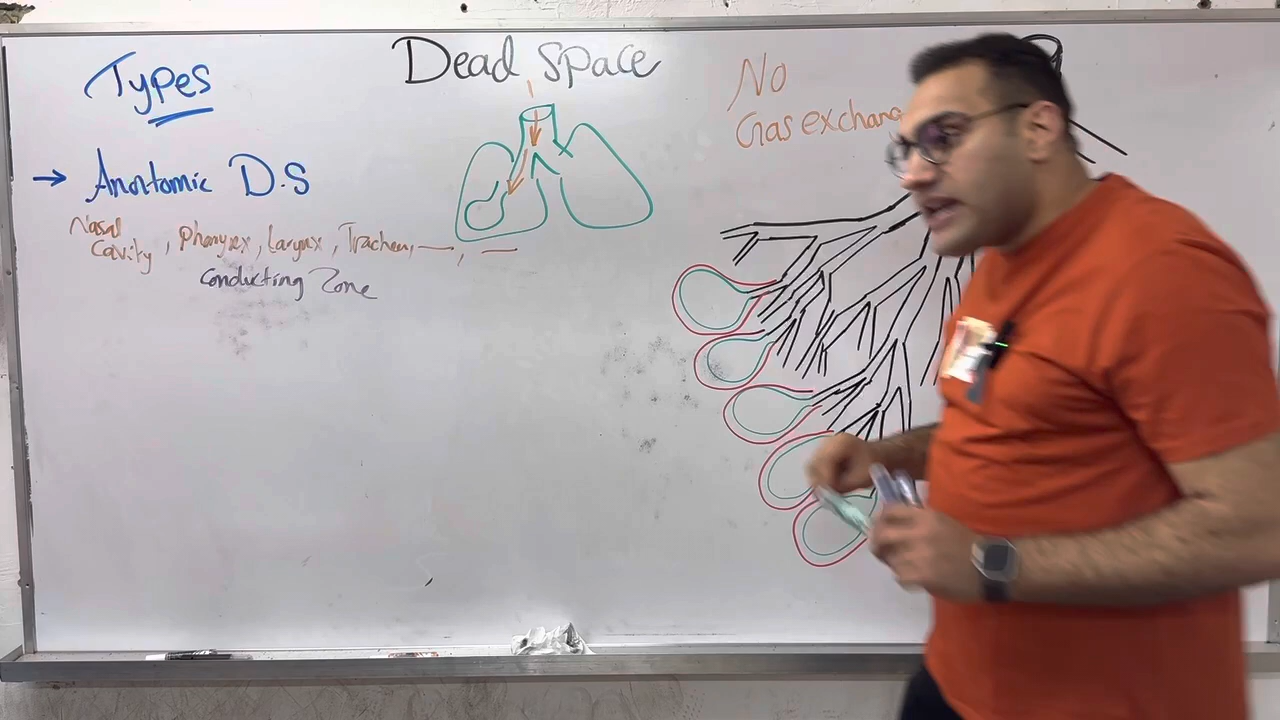 Dead Space
Types
No
Gas exchang
→ Anatomic D.S
Nasal Cavity, Pharynx, Larynx, Trachea, —, —
Conducting Zone